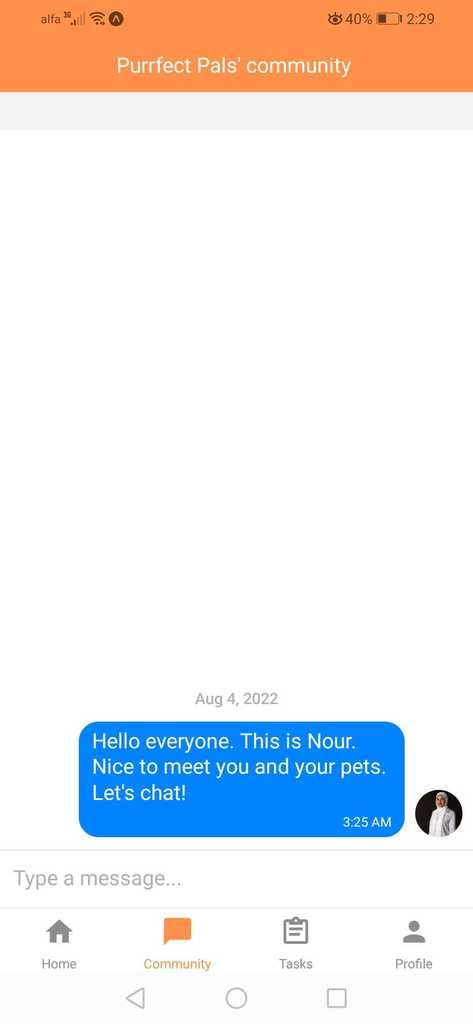 alfa 3G 40% 2:29
Purrfect Pals' community
Aug 4, 2022
Hello everyone. This is Nour.
Nice to meet you and your pets.
Let's chat!
3:25 AM
Type a message...
Home Community Tasks Profile